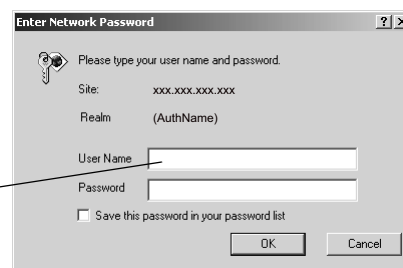 Enter Network Password
Please type your user name and password.
Site: xxx.xxx.xxx.xxx
Realm (AuthName)
User Name
Password
Save this password in your password list
OK Cancel